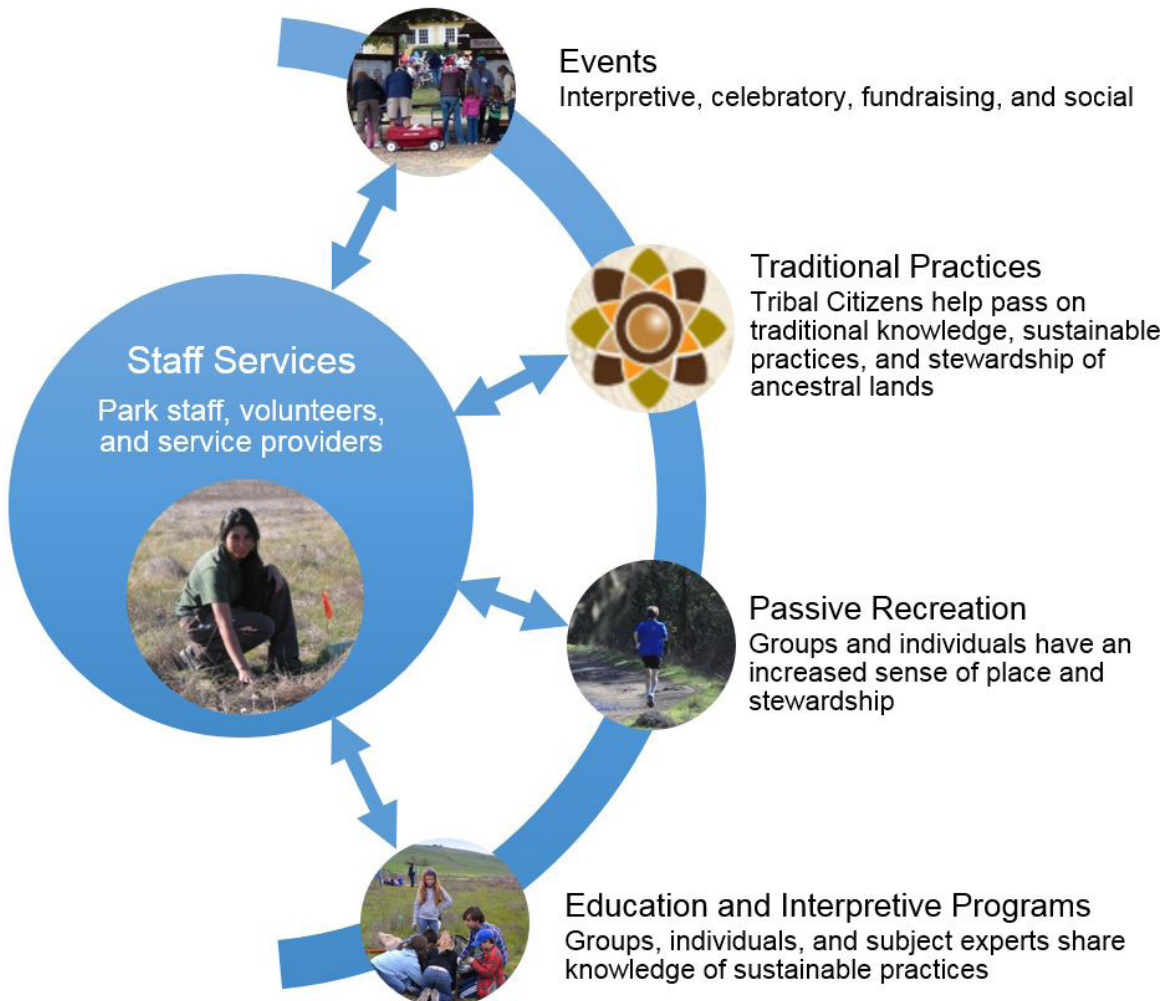 Events
Interpretive, celebratory, fundraising, and social
Traditional Practices
Tribal Citizens help pass on
traditional knowledge, sustainable
practices, and stewardship of
ancestral lands
Staff Services
Park staff, volunteers,
and service providers
Passive Recreation
Groups and individuals have an
increased sense of place and
stewardship
Education and Interpretive Programs
Groups, individuals, and subject experts share
knowledge of sustainable practices